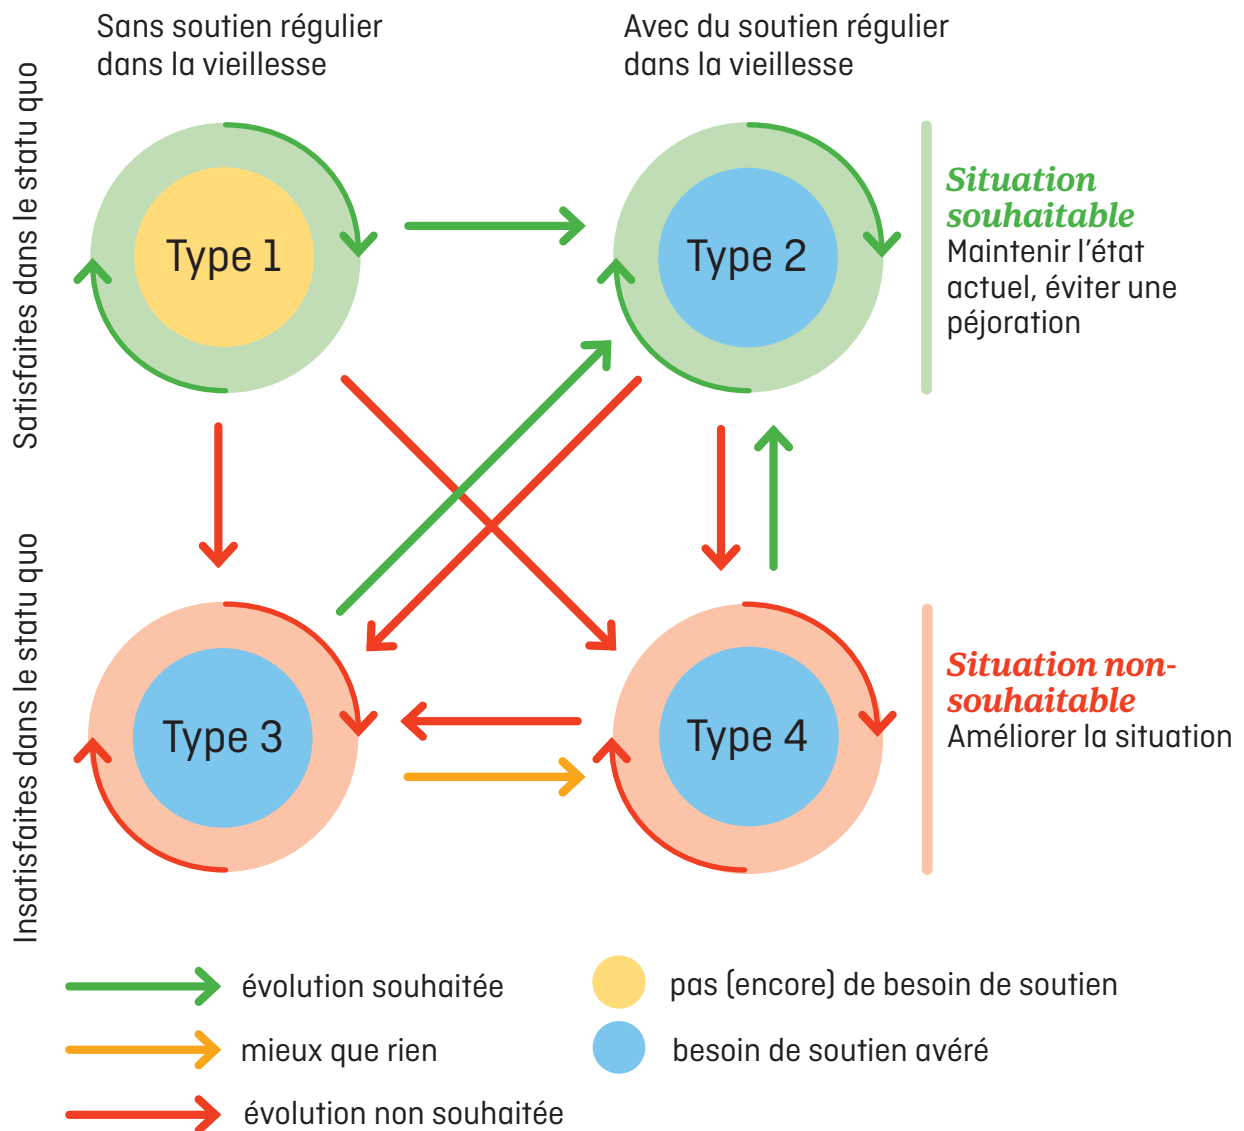 Sans soutien régulier
dans la vieillesse
Avec du soutien régulier
dans la vieillesse
Satisfaites dans le statu quo
Type 1
Type 2
Situation
souhaitable
Maintenir l’état
actuel, éviter une
péjoration
Insatisfaites dans le statu quo
Type 3
Type 4
Situation non-
souhaitable
Améliorer la situation
évolution souhaitée
mieux que rien
évolution non souhaitée
pas (encore) de besoin de soutien
besoin de soutien avéré